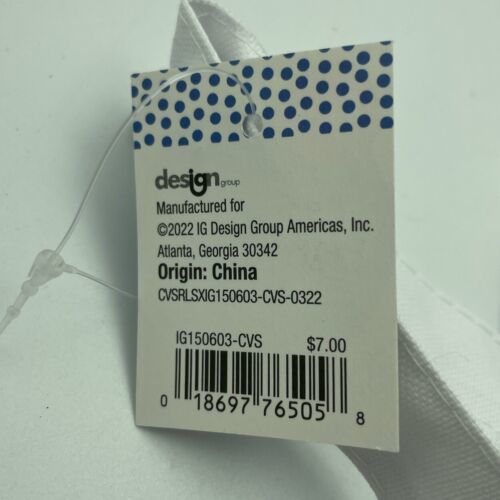 design group
Manufactured for
©2022 IG Design Group Americas, Inc.
Atlanta, Georgia 30342
Origin: China
CVSRLSXIG150603-CVS-0322
IG150603-CVS $7.00
0 18697 76505 8